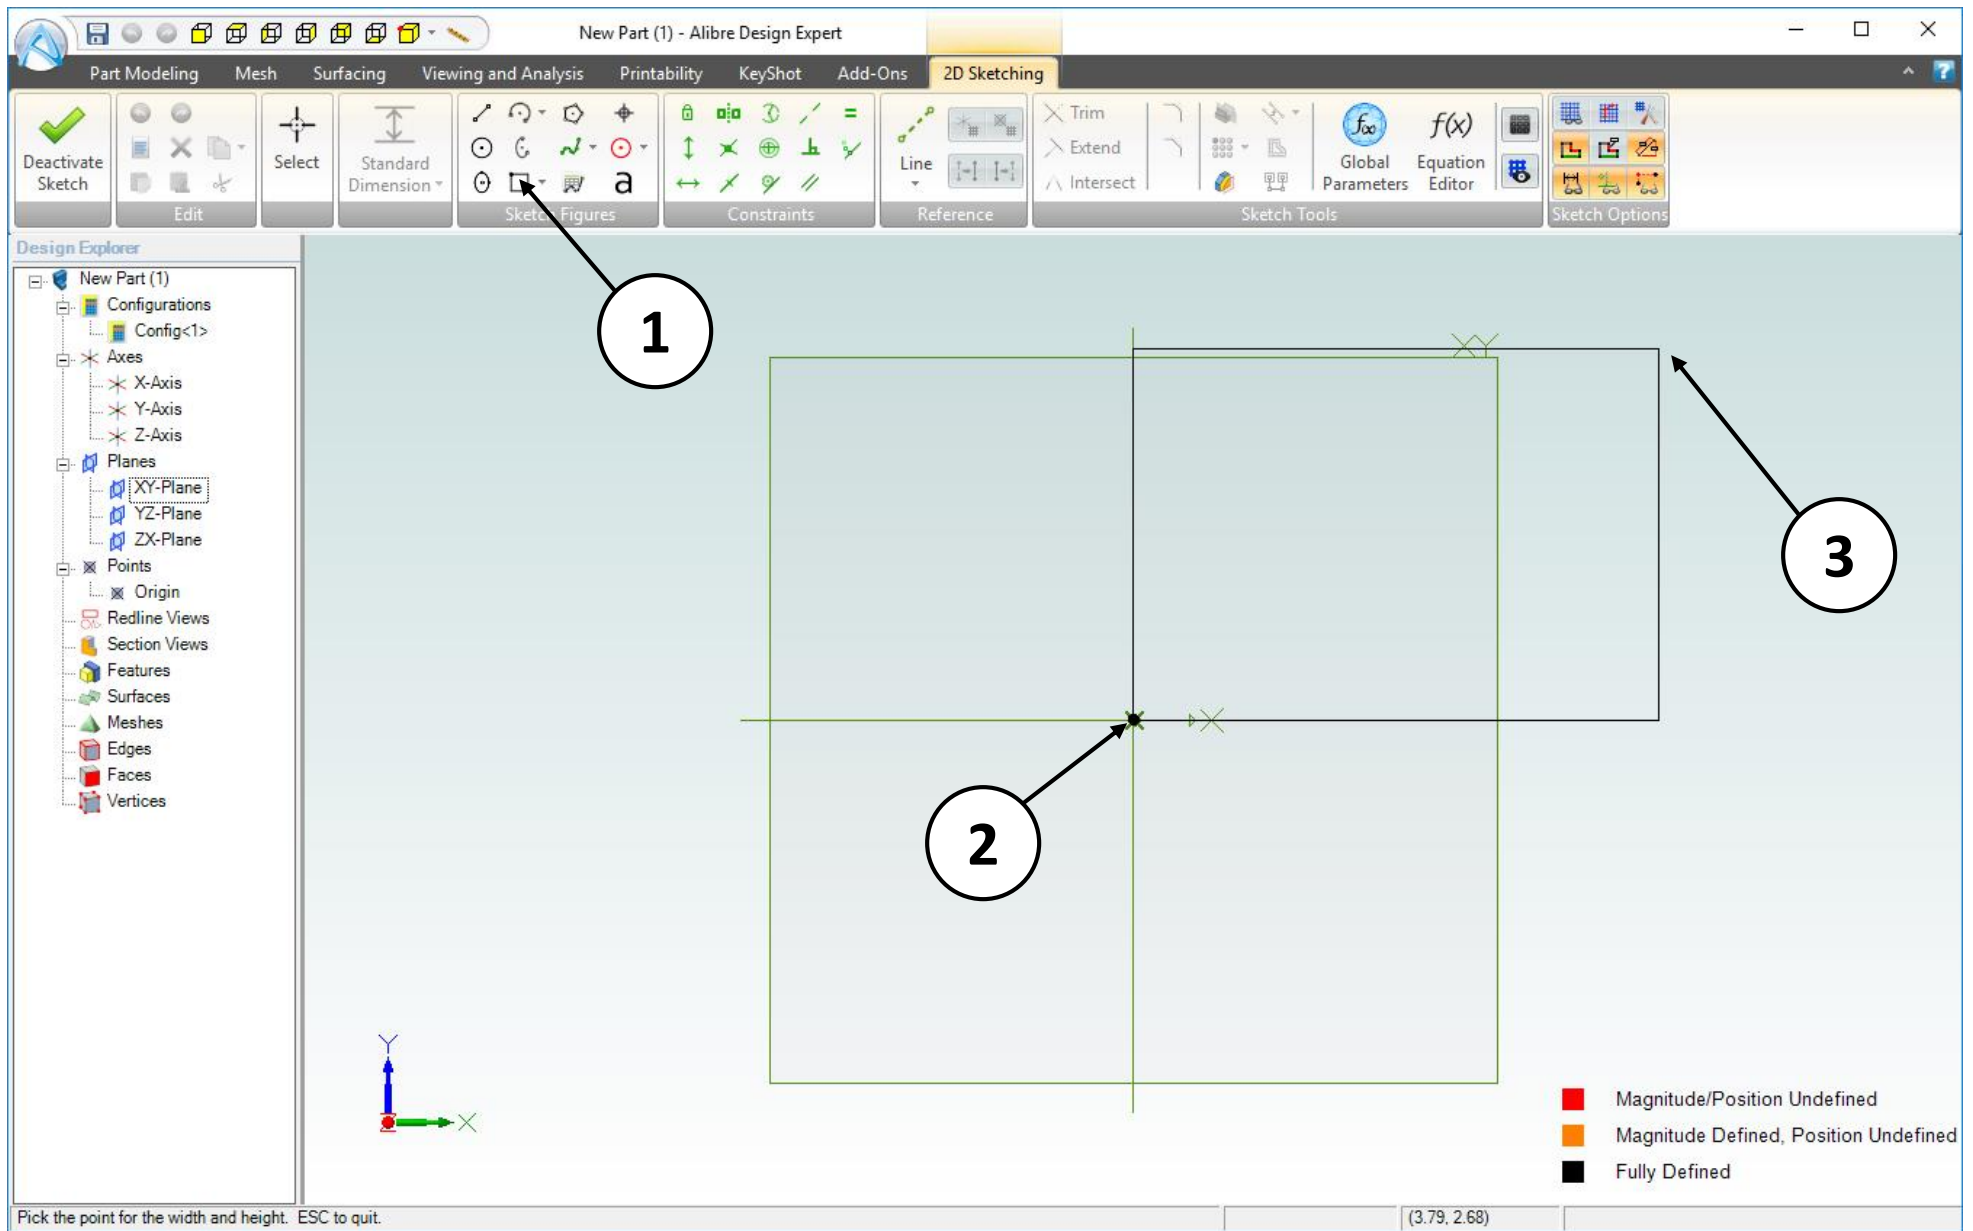 New Part (1) - Alibre Design Expert
Part Modeling Mesh Surfacing Viewing and Analysis Printability KeyShot Add-Ons 2D Sketching
Deactivate
Sketch
Edit
Select
Standard
Dimension
a
Sketch Figures
Constraints
Line
Reference
Trim
Extend
Intersect
Global
Parameters
f(x)
Equation
Editor
Sketch Tools
Sketch Options
Design Explorer
New Part (1)
Configurations
Config<1>
Axes
X-Axis
Y-Axis
Z-Axis
Planes
XY-Plane
YZ-Plane
ZX-Plane
Points
Origin
Redline Views
Section Views
Features
Surfaces
Meshes
Edges
Faces
Vertices
1
XY
3
X
2
Y
X
Z
Magnitude/Position Undefined
Magnitude Defined, Position Undefined
Fully Defined
Pick the point for the width and height. ESC to quit.
(3.79, 2.68)